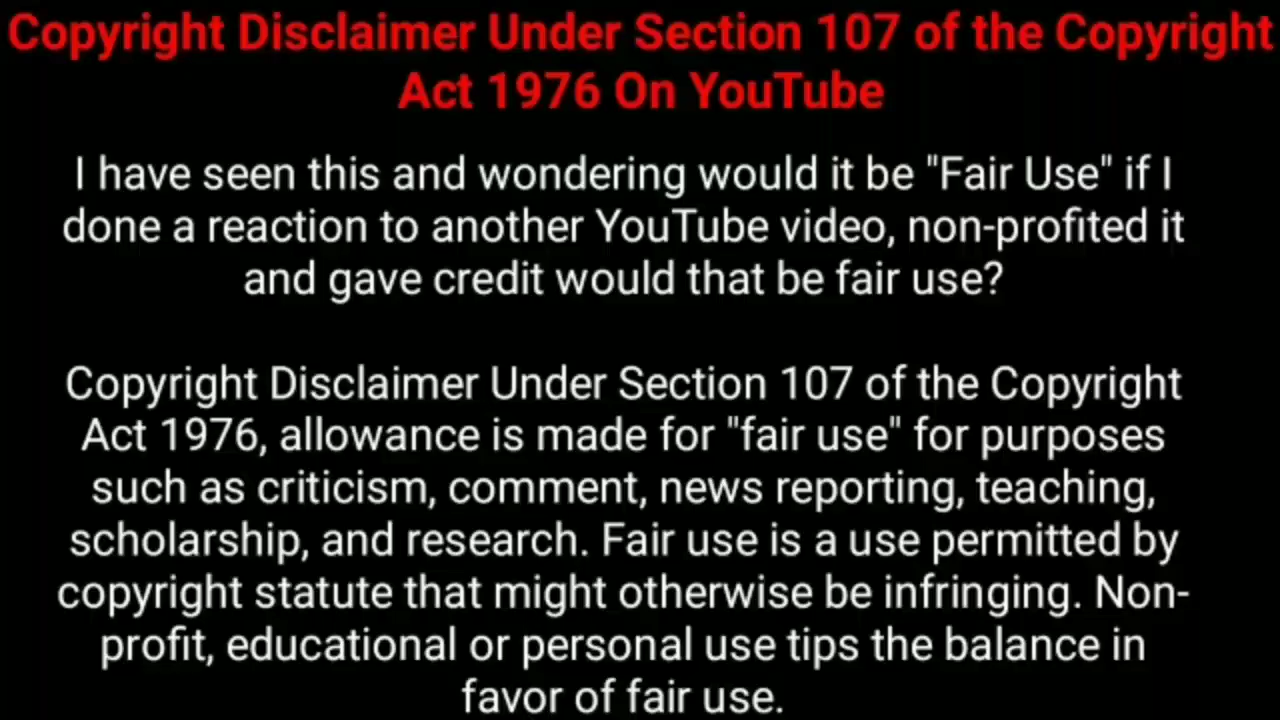 Copyright Disclaimer Under Section 107 of the Copyright
Act 1976 On YouTube
I have seen this and wondering would it be "Fair Use" if I
done a reaction to another YouTube video, non-profited it
and gave credit would that be fair use?
Copyright Disclaimer Under Section 107 of the Copyright
Act 1976, allowance is made for "fair use" for purposes
such as criticism, comment, news reporting, teaching,
scholarship, and research. Fair use is a use permitted by
copyright statute that might otherwise be infringing. Non-
profit, educational or personal use tips the balance in
favor of fair use.